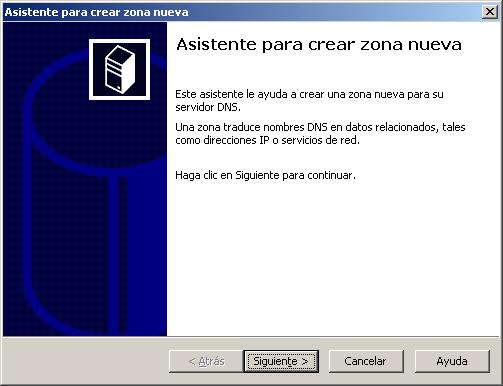 Asistente para crear zona nueva
Asistente para crear zona nueva
Este asistente le ayuda a crear una zona nueva para su
servidor DNS.
Una zona traduce nombres DNS en datos relacionados, tales
como direcciones IP o servicios de red.
Haga clic en Siguiente para continuar.
< Atrás
Siguiente >
Cancelar
Ayuda